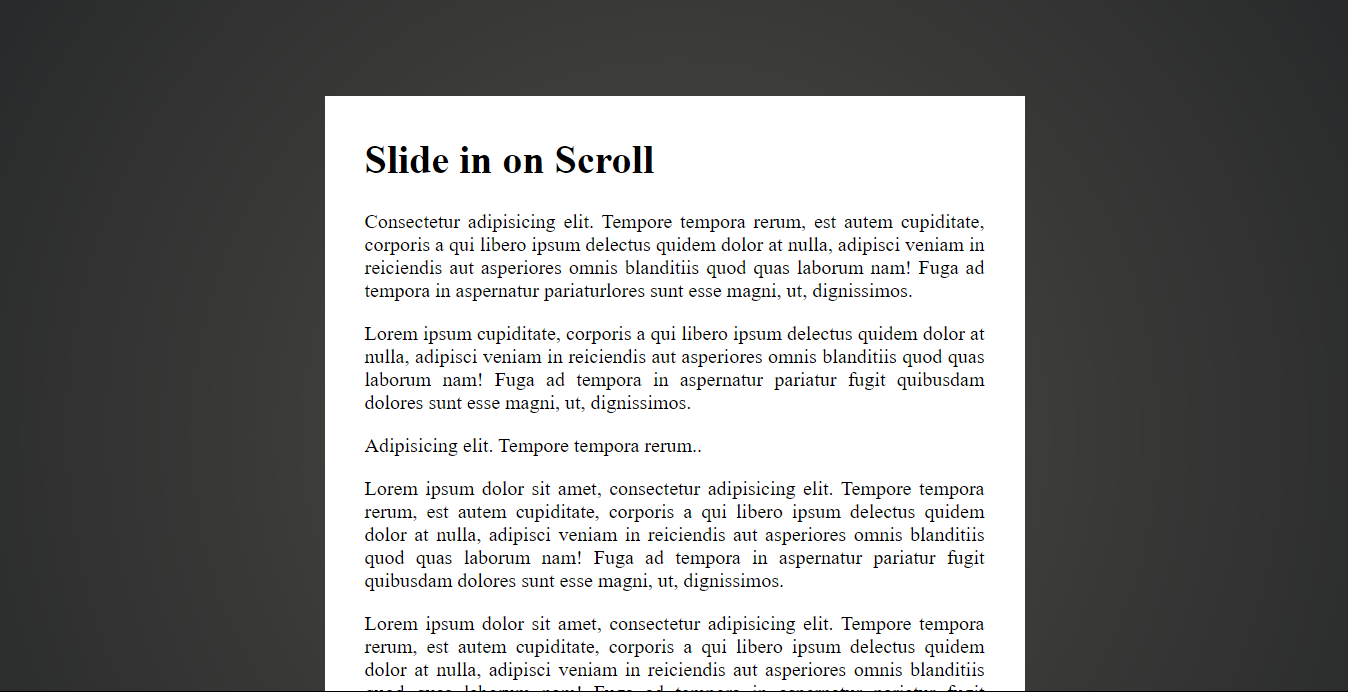 Slide in on Scroll
Consectetur adipisicing elit. Tempore tempora rerum, est autem cupiditate,
corporis a qui libero ipsum delectus quidem dolor at nulla, adipisci veniam in
reiciendis aut asperiores omnis blanditiis quod quas laborum nam! Fuga ad
tempora in aspernatur pariaturlores sunt esse magni, ut, dignissimos.
Lorem ipsum cupiditate, corporis a qui libero ipsum delectus quidem dolor at
nulla, adipisci veniam in reiciendis aut asperiores omnis blanditiis quod quas
laborum nam! Fuga ad tempora in aspernatur pariatur fugit quibusdam
dolores sunt esse magni, ut, dignissimos.
Adipisicing elit. Tempore tempora rerum..
Lorem ipsum dolor sit amet, consectetur adipisicing elit. Tempore tempora
rerum, est autem cupiditate, corporis a qui libero ipsum delectus quidem
dolor at nulla, adipisci veniam in reiciendis aut asperiores omnis blanditiis
quod quas laborum nam! Fuga ad tempora in aspernatur pariatur fugit
quibusdam dolores sunt esse magni, ut, dignissimos.
Lorem ipsum dolor sit amet, consectetur adipisicing elit. Tempore tempora
rerum, est autem cupiditate, corporis a qui libero ipsum delectus quidem
dolor at nulla, adipisci veniam in reiciendis aut asperiores omnis blanditiis